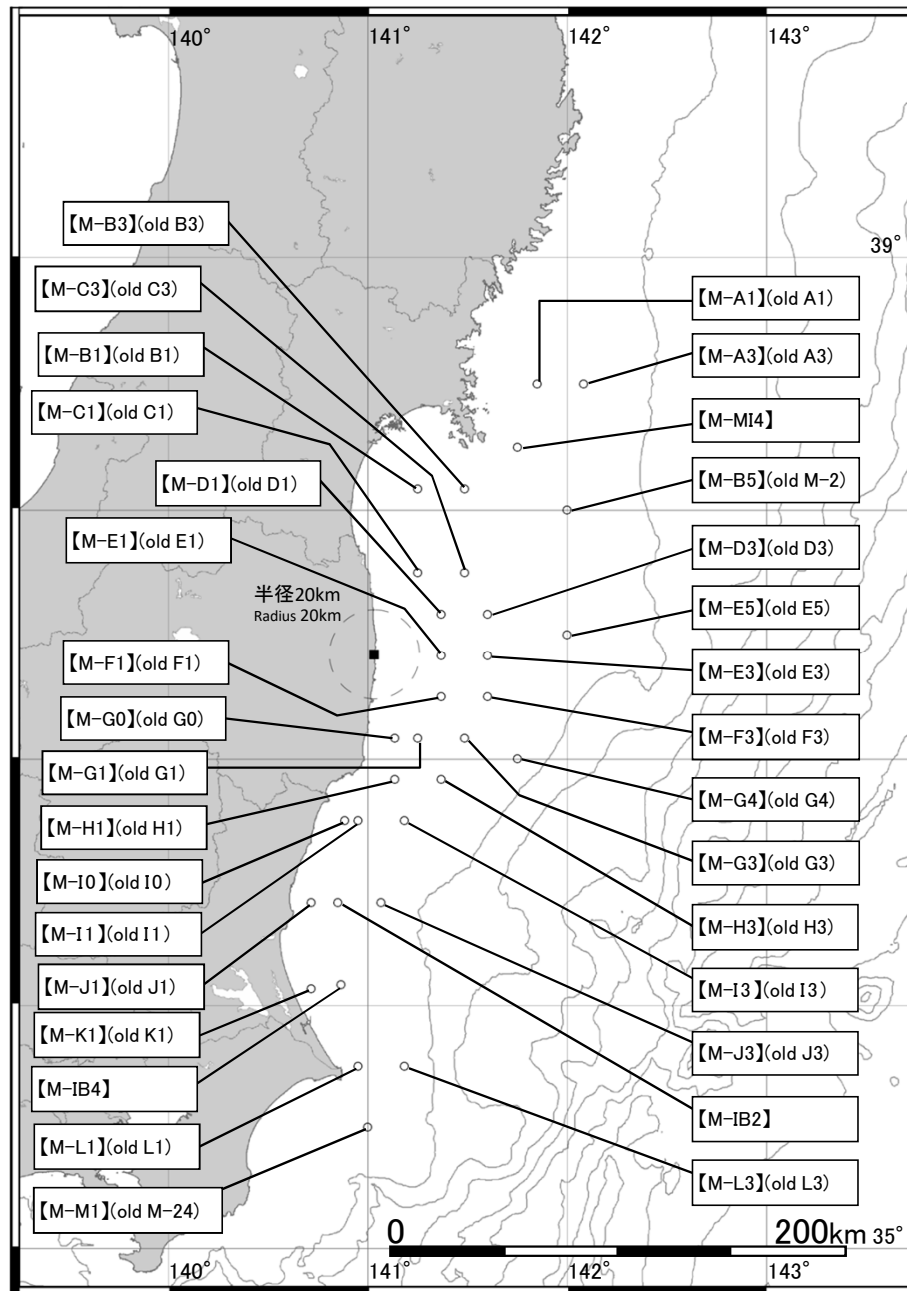 140°
141°
142°
143°
39°
【M-B3】(old B3)
【M-C3】(old C3)
【M-B1】(old B1)
【M-C1】(old C1)
【M-D1】(old D1)
【M-E1】(old E1)
半径20km
Radius 20km
【M-F1】(old F1)
【M-G0】(old G0)
【M-G1】(old G1)
【M-H1】(old H1)
【M-I0】(old I0)
【M-I1】(old I1)
【M-J1】(old J1)
【M-K1】(old K1)
【M-IB4】
【M-L1】(old L1)
【M-M1】(old M-24)
【M-A1】(old A1)
【M-A3】(old A3)
【M-MI4】
【M-B5】(old M-2)
【M-D3】(old D3)
【M-E5】(old E5)
【M-E3】(old E3)
【M-F3】(old F3)
【M-G4】(old G4)
【M-G3】(old G3)
【M-H3】(old H3)
【M-I3】(old I3)
【M-J3】(old J3)
【M-IB2】
【M-L3】(old L3)
0
200km
35°
140°
141°
142°
143°